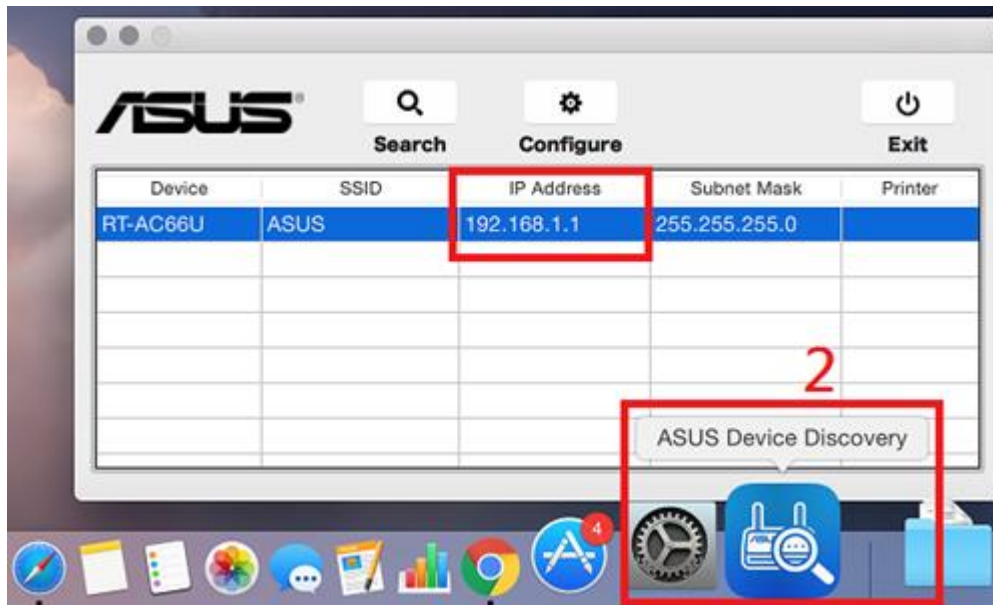 ASUS
Search
Configure
Exit
Device SSID IP Address Subnet Mask Printer
RT-AC66U ASUS 192.168.1.1 255.255.255.0
2
ASUS Device Discovery
4